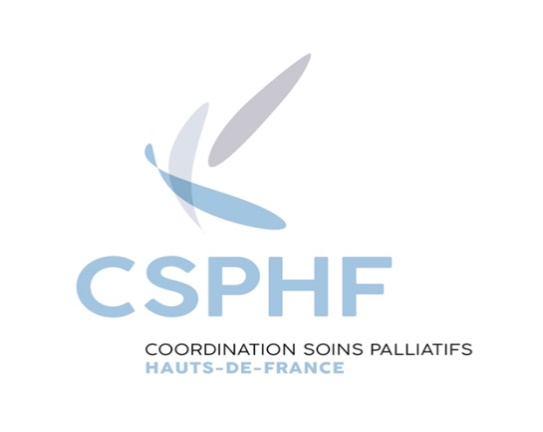 CSPHF
COORDINATION SOINS PALLIATIFS
HAUTS-DE-FRANCE